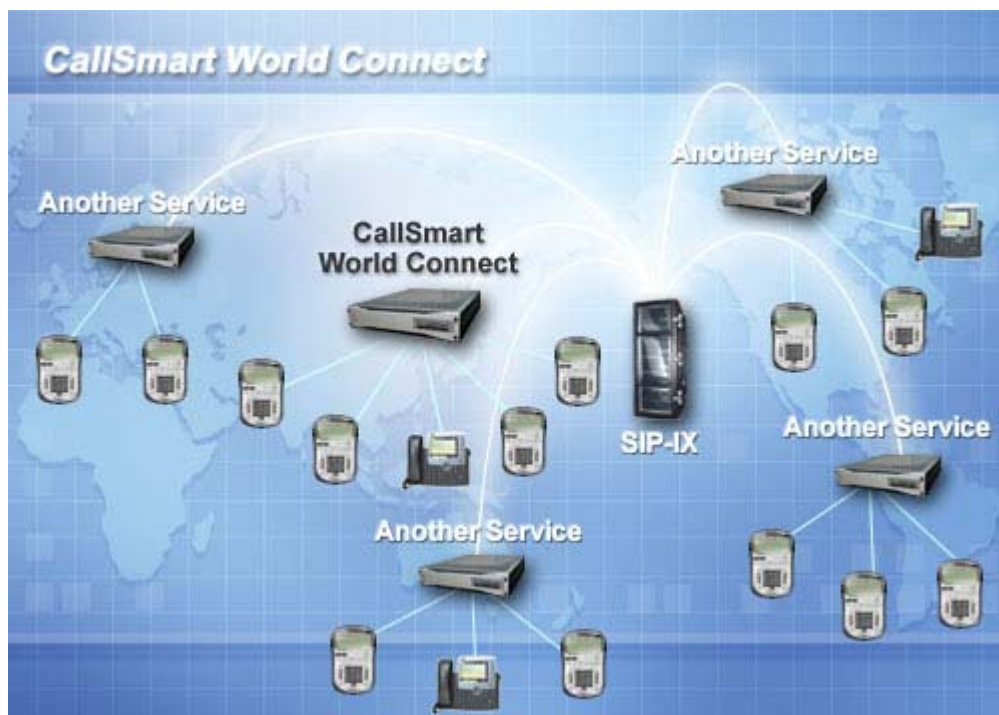 CallSmart World Connect
Another Service
Another Service
CallSmart
World Connect
SIP-IX
Another Service
Another Service